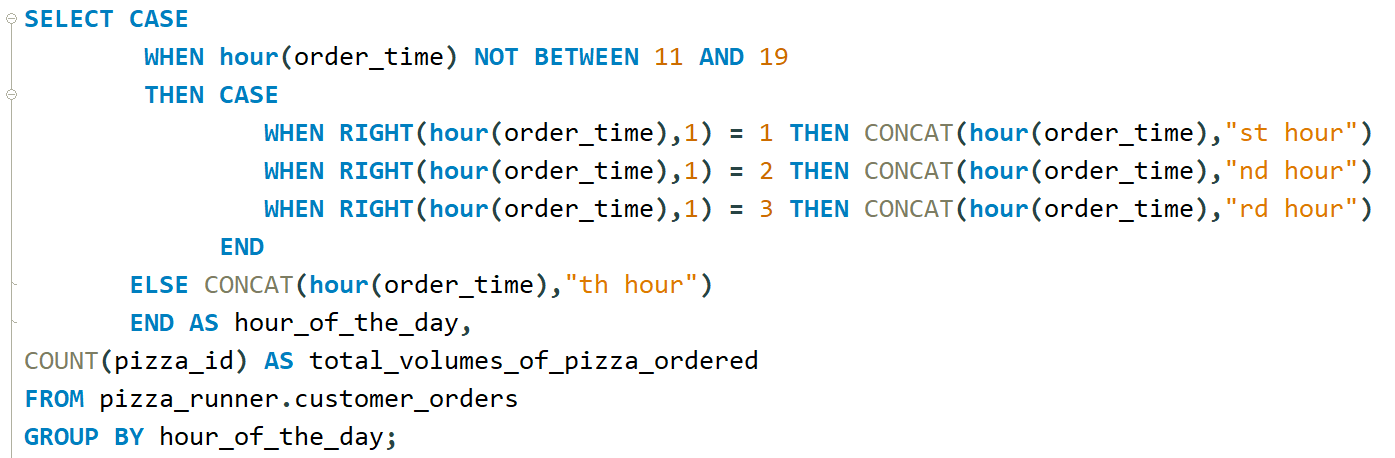 SELECT CASE
WHEN hour(order_time) NOT BETWEEN 11 AND 19
THEN CASE
WHEN RIGHT(hour(order_time),1) = 1 THEN CONCAT(hour(order_time),"st hour")
WHEN RIGHT(hour(order_time),1) = 2 THEN CONCAT(hour(order_time),"nd hour")
WHEN RIGHT(hour(order_time),1) = 3 THEN CONCAT(hour(order_time),"rd hour")
END
ELSE CONCAT(hour(order_time),"th hour")
END AS hour_of_the_day,
COUNT(pizza_id) AS total_volumes_of_pizza_ordered
FROM pizza_runner.customer_orders
GROUP BY hour_of_the_day;